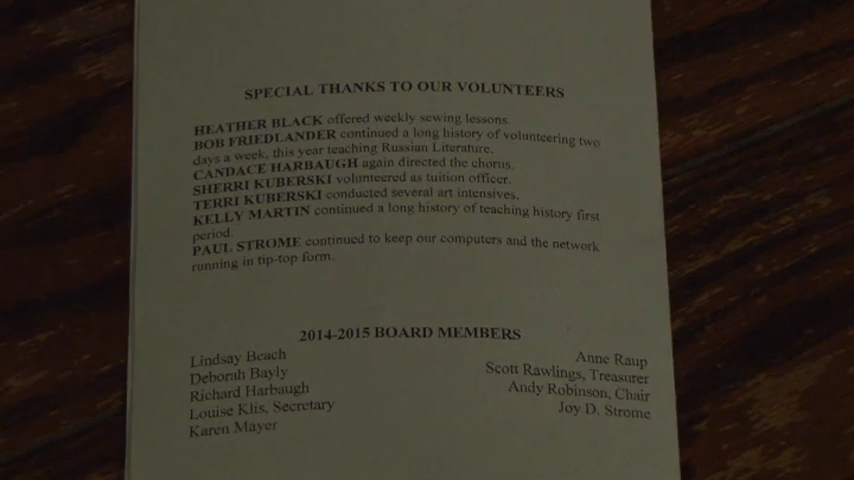 SPECIAL THANKS TO OUR VOLUNTEERS
HEATHER BLACK offered weekly sewing lessons.
BOB FRIEDLANDER continued a long history of volunteering two
days a week, this year teaching Russian Literature.
CANDACE HARBAUGH again directed the chorus.
SHERRI KUBERSKI volunteered as tuition officer.
TERRI KUBERSKI conducted several art intensives.
KELLY MARTIN continued a long history of teaching history first
period.
PAUL STROME continued to keep our computers and the network
running in tip-top form.
2014-2015 BOARD MEMBERS
Lindsay Beach
Deborah Bayly
Richard Harbaugh
Louise Klis, Secretary
Karen Mayer
Anne Raup
Scott Rawlings, Treasurer
Andy Robinson, Chair
Joy D. Strome